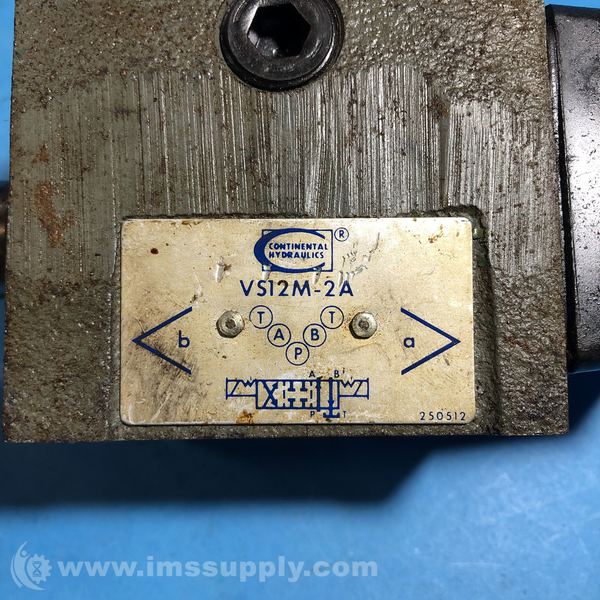 CONTINENTAL ®
HYDRAULICS
VS12M-2A
T T
b A B a
P
A B
P T
250512
www.imssupply.com